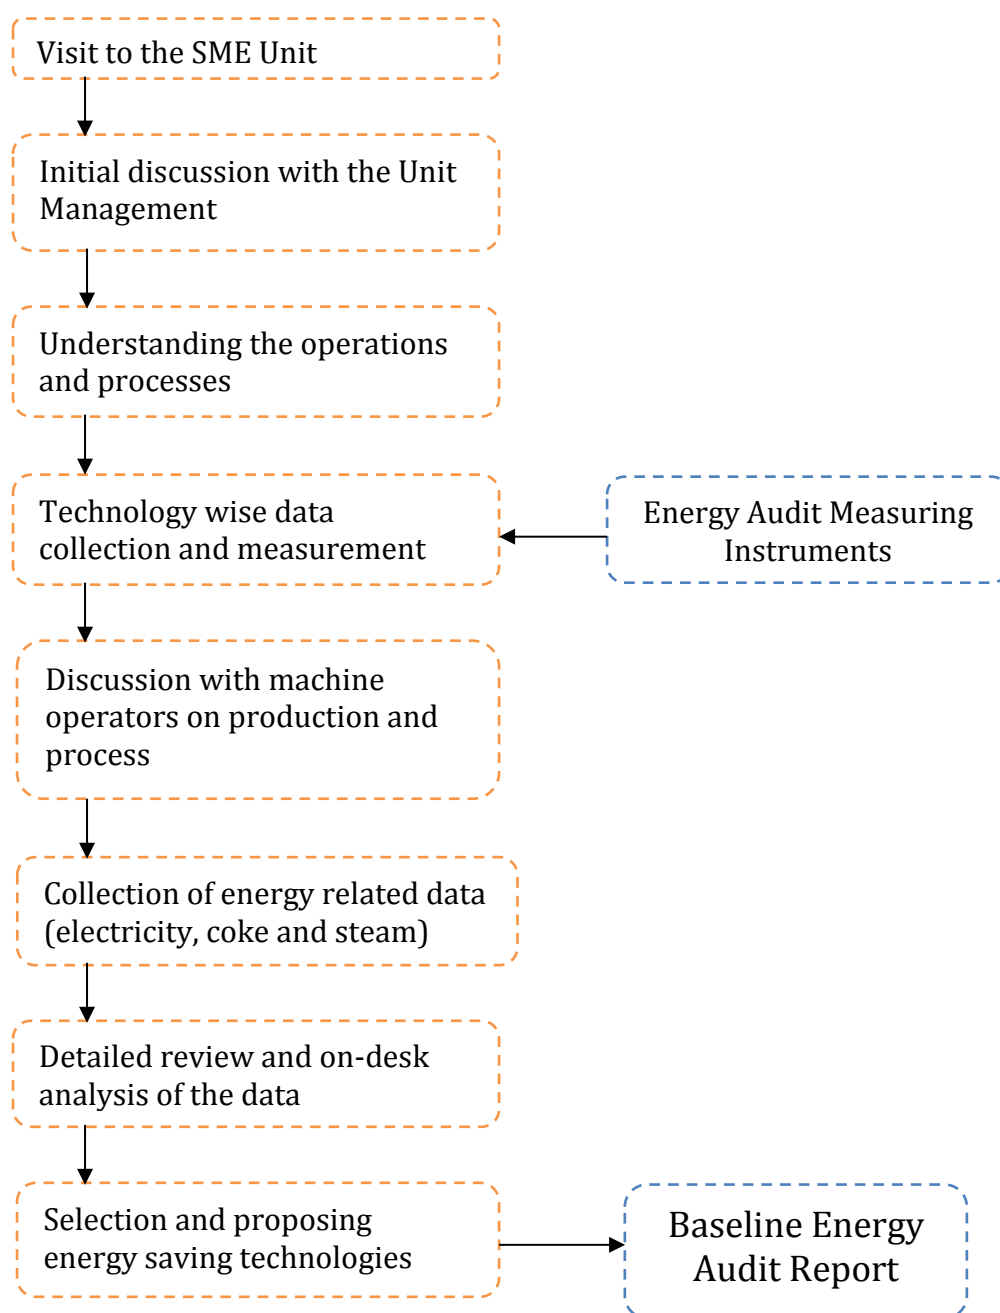 Visit to the SME Unit
Initial discussion with the Unit
Management
Understanding the operations
and processes
Technology wise data
collection and measurement
Energy Audit Measuring
Instruments
Discussion with machine
operators on production and
process
Collection of energy related data
(electricity, coke and steam)
Detailed review and on-desk
analysis of the data
Selection and proposing
energy saving technologies
Baseline Energy
Audit Report